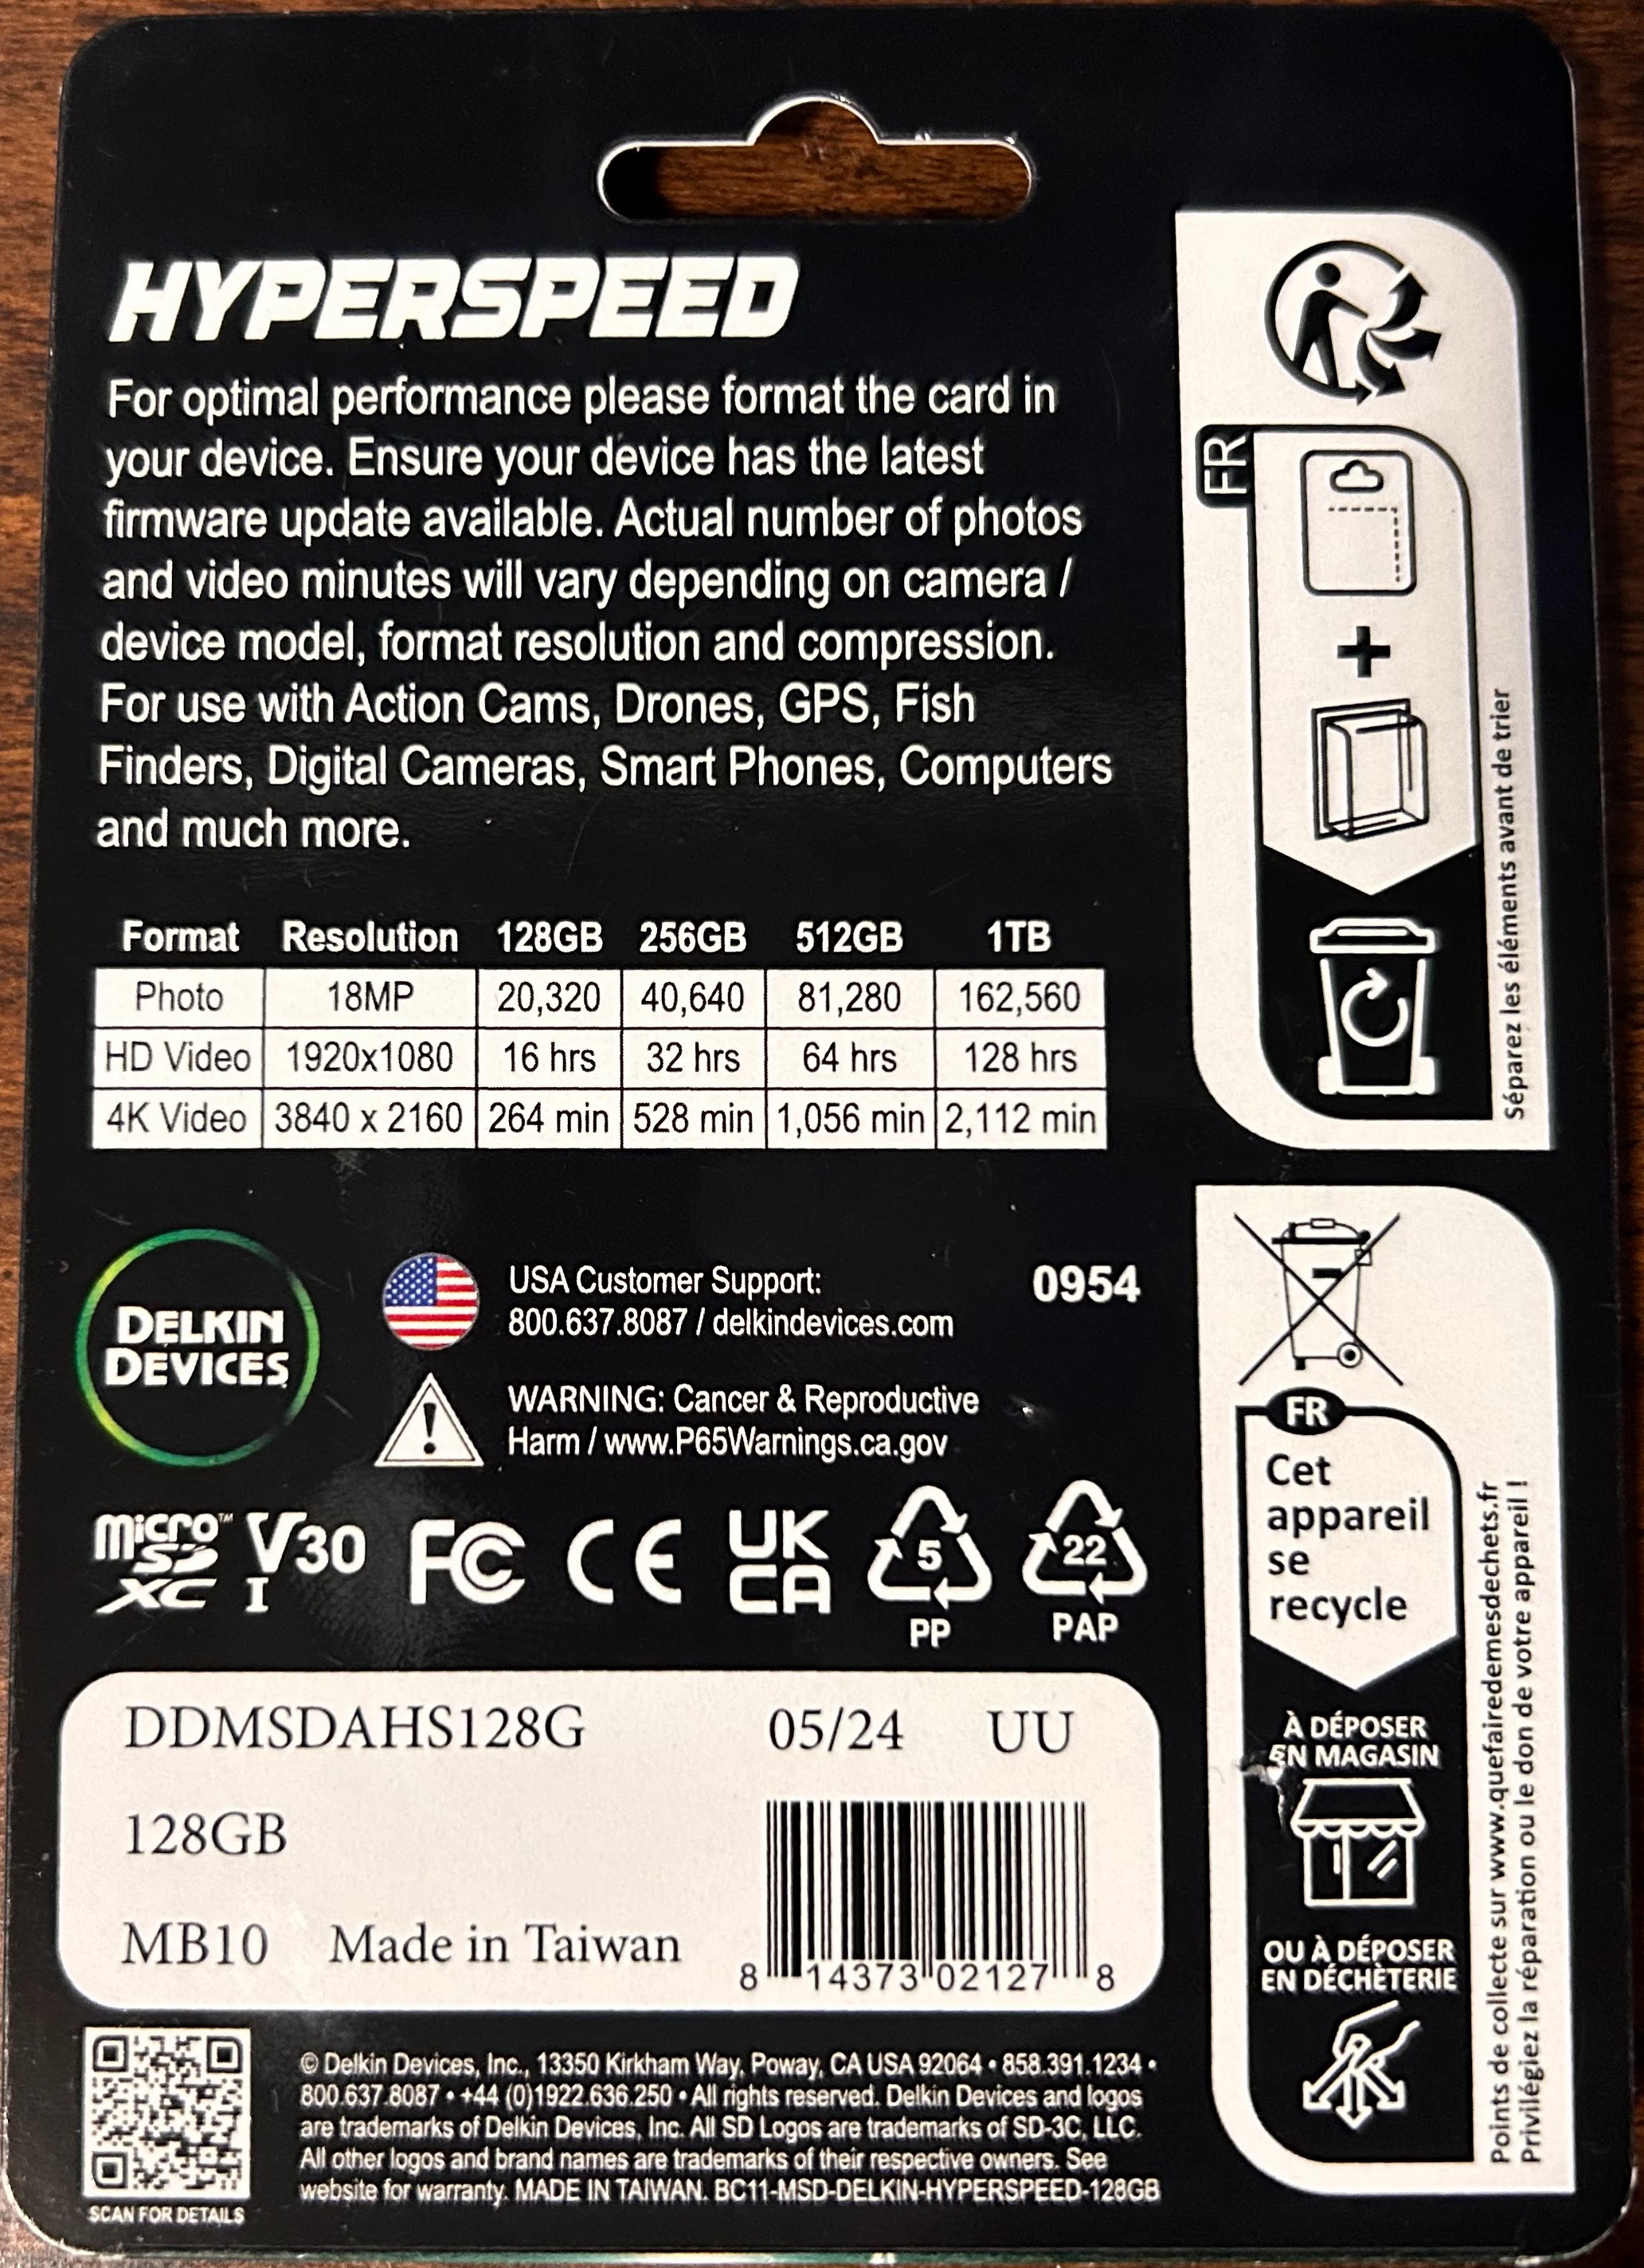 HYPERSPEED
For optimal performance please format the card in
your device. Ensure your device has the latest
firmware update available. Actual number of photos
and video minutes will vary depending on camera /
device model, format resolution and compression.
For use with Action Cams, Drones, GPS, Fish
Finders, Digital Cameras, Smart Phones, Computers
and much more.
Format Resolution 128GB 256GB 512GB 1TB
Photo 18MP 20,320 40,640 81,280 162,560
HD Video 1920x1080 16 hrs 32 hrs 64 hrs 128 hrs
4K Video 3840 x 2160 264 min 528 min 1,056 min 2,112 min
DELKIN
DEVICES
USA Customer Support:
800.637.8087 / delkindevices.com
0954
WARNING: Cancer & Reproductive
Harm / www.P65Warnings.ca.gov
micro™
SD
XC I
V30
FC
CE
UK
CA
5
PP
22
PAP
DDMSDAHS128G 05/24 UU
128GB
MB10 Made in Taiwan
8 14373 02127 8
SCAN FOR DETAILS
© Delkin Devices, Inc., 13350 Kirkham Way, Poway, CA USA 92064 • 858.391.1234 •
800.637.8087 • +44 (0)1922.636.250 • All rights reserved. Delkin Devices and logos
are trademarks of Delkin Devices, Inc. All SD Logos are trademarks of SD-3C, LLC.
All other logos and brand names are trademarks of their respective owners. See
website for warranty. MADE IN TAIWAN. BC11-MSD-DELKIN-HYPERSPEED-128GB
FR
Séparez les éléments avant de trier
FR
Cet
appareil
se
recycle
À DÉPOSER
EN MAGASIN
OU À DÉPOSER
EN DÉCHÈTERIE
Points de collecte sur www.quefairedemesdechets.fr
Privilégiez la réparation ou le don de votre appareil !